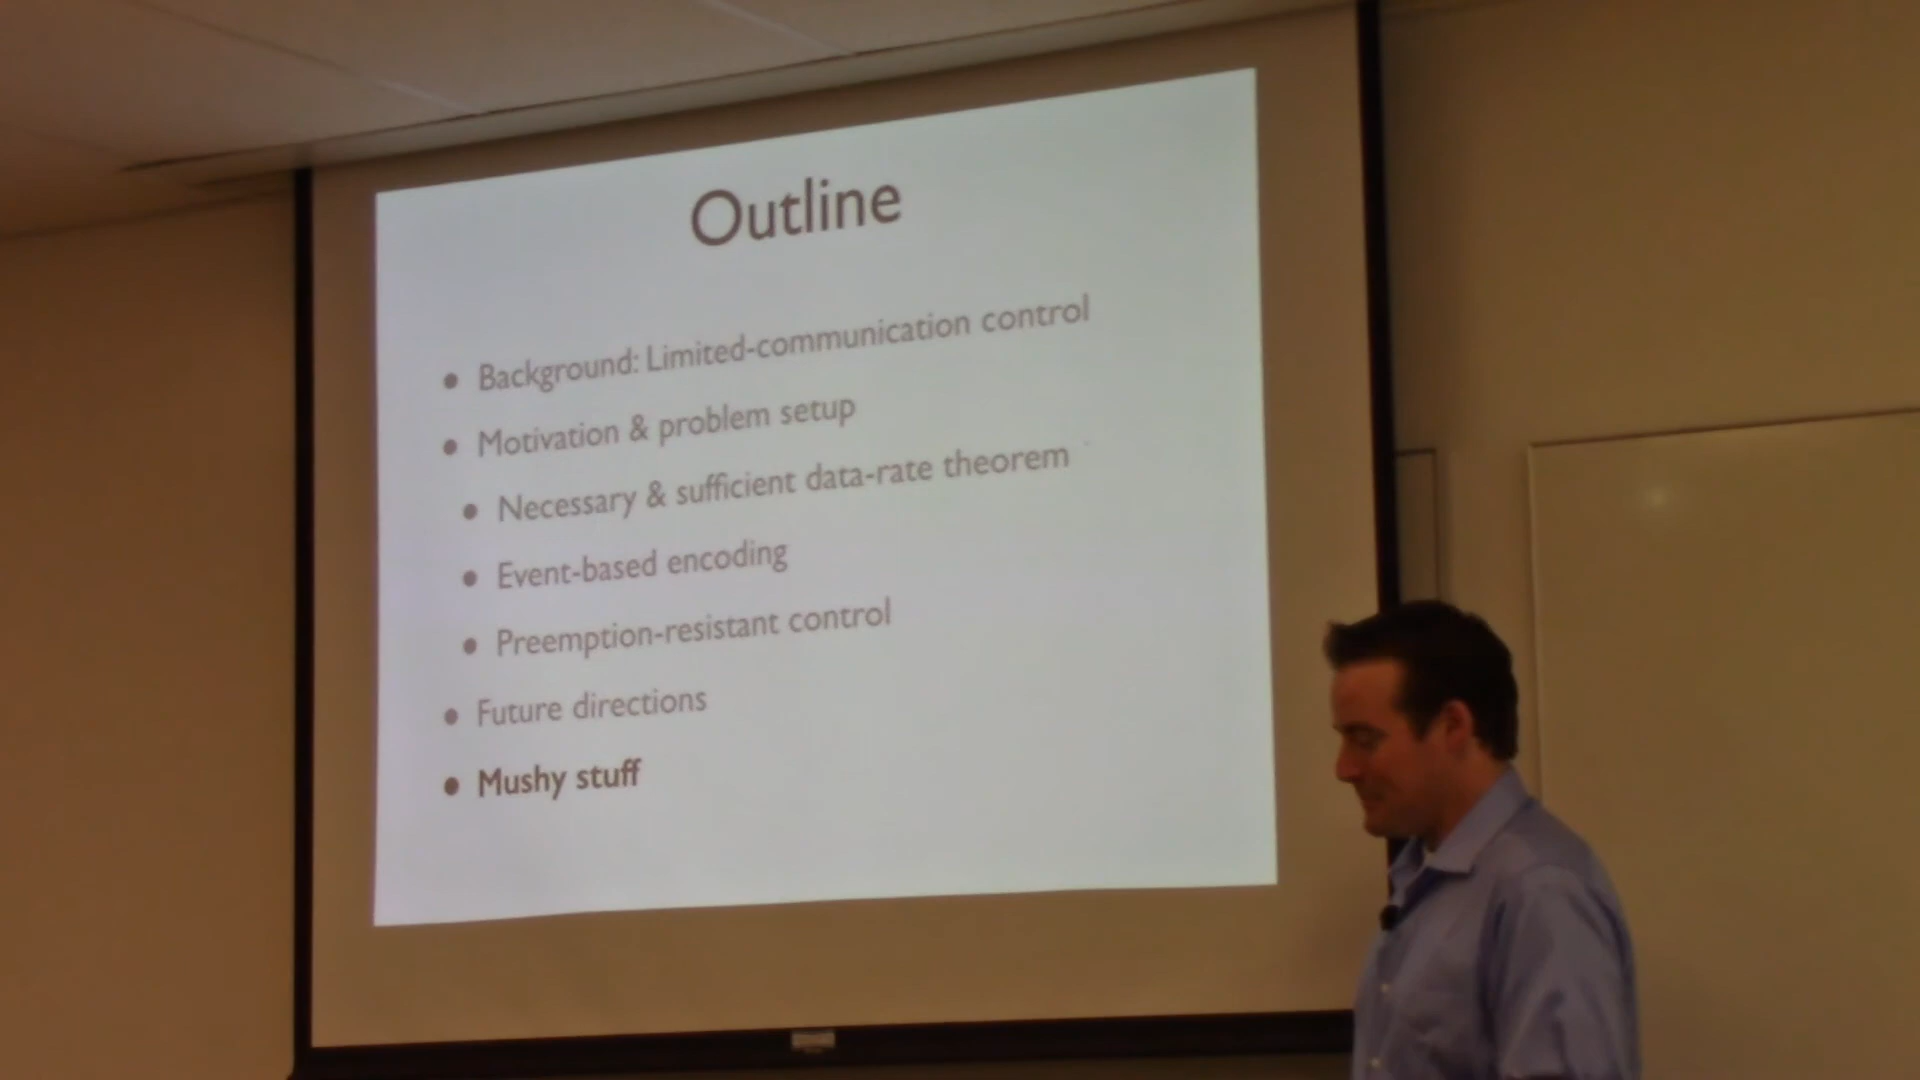 Outline
• Background: Limited-communication control
• Motivation & problem setup
• Necessary & sufficient data-rate theorem
• Event-based encoding
• Preemption-resistant control
• Future directions
• Mushy stuff